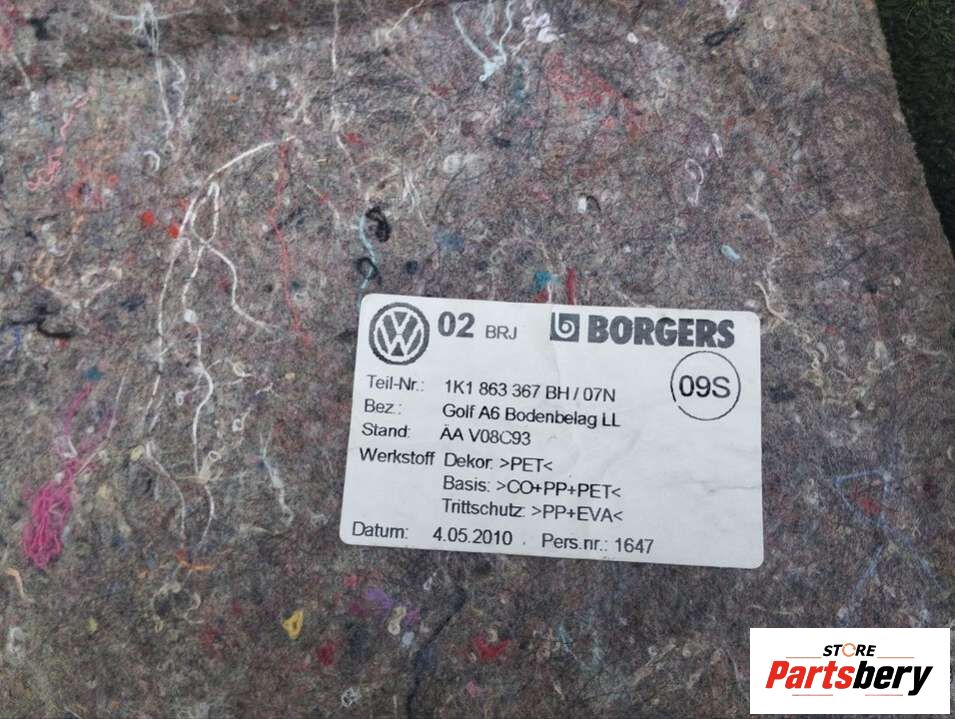 VW 02 BRJ BORGERS
Teil-Nr.: 1K1 863 367 BH / 07N
09S
Bez.: Golf A6 Bodenbelag LL
Stand: ÄA V08C93
Werkstoff Dekor: >PET<
Basis: >CO+PP+PET<
Trittschutz: >PP+EVA<
Datum: 4.05.2010 Pers.nr.: 1647
STORE
Partsbery